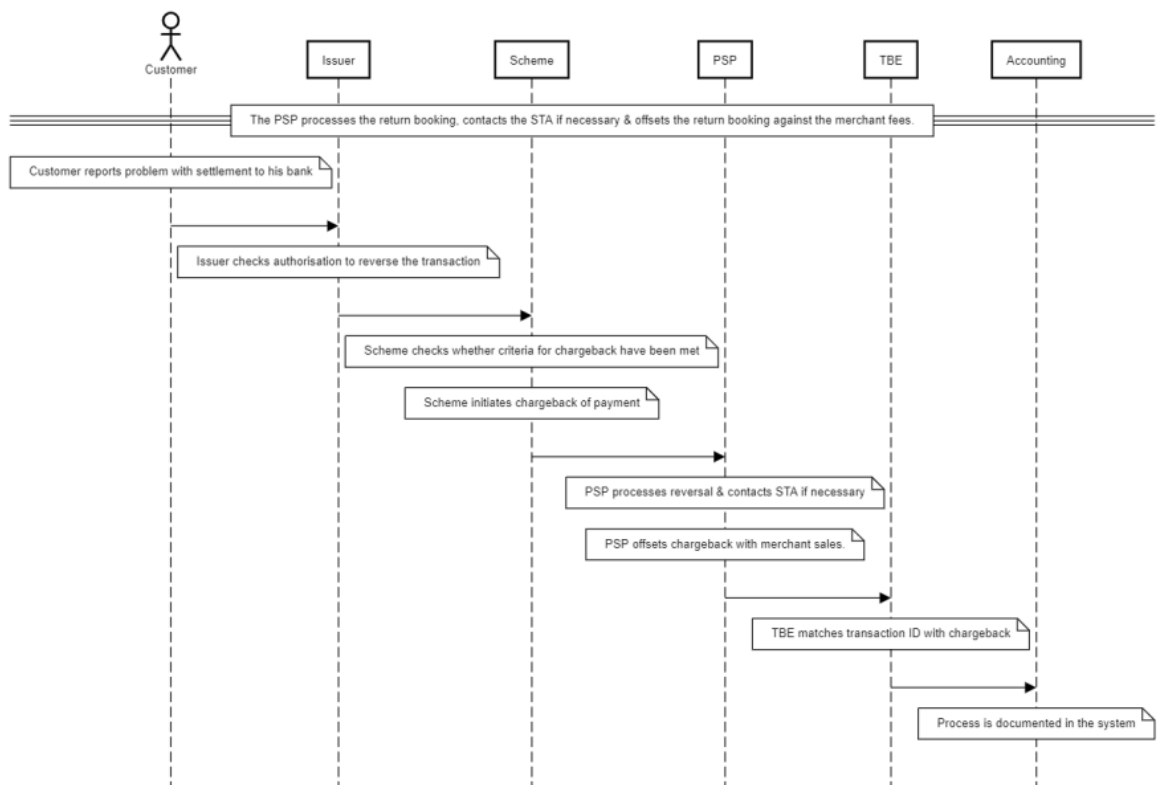 Customer
Issuer
Scheme
PSP
TBE
Accounting
The PSP processes the return booking, contacts the STA if necessary & offsets the return booking against the merchant fees.
Customer reports problem with settlement to his bank
Issuer checks authorisation to reverse the transaction
Scheme checks whether criteria for chargeback have been met
Scheme initiates chargeback of payment
PSP processes reversal & contacts STA if necessary
PSP offsets chargeback with merchant sales.
TBE matches transaction ID with chargeback
Process is documented in the system